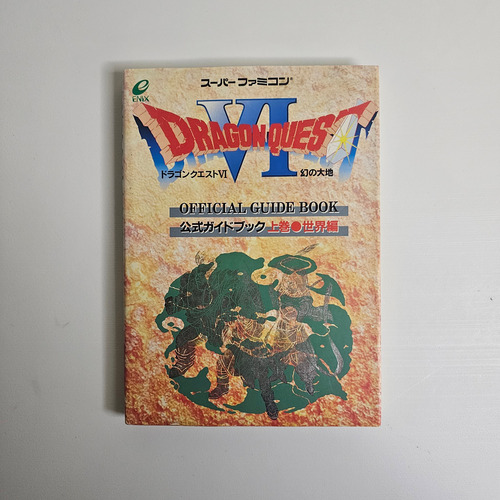 ENIX
スーパーファミコン®
DRAGON QUEST
VI
ドラゴンクエストVI 幻の大地
OFFICIAL GUIDE BOOK
公式ガイドブック 上巻●世界編